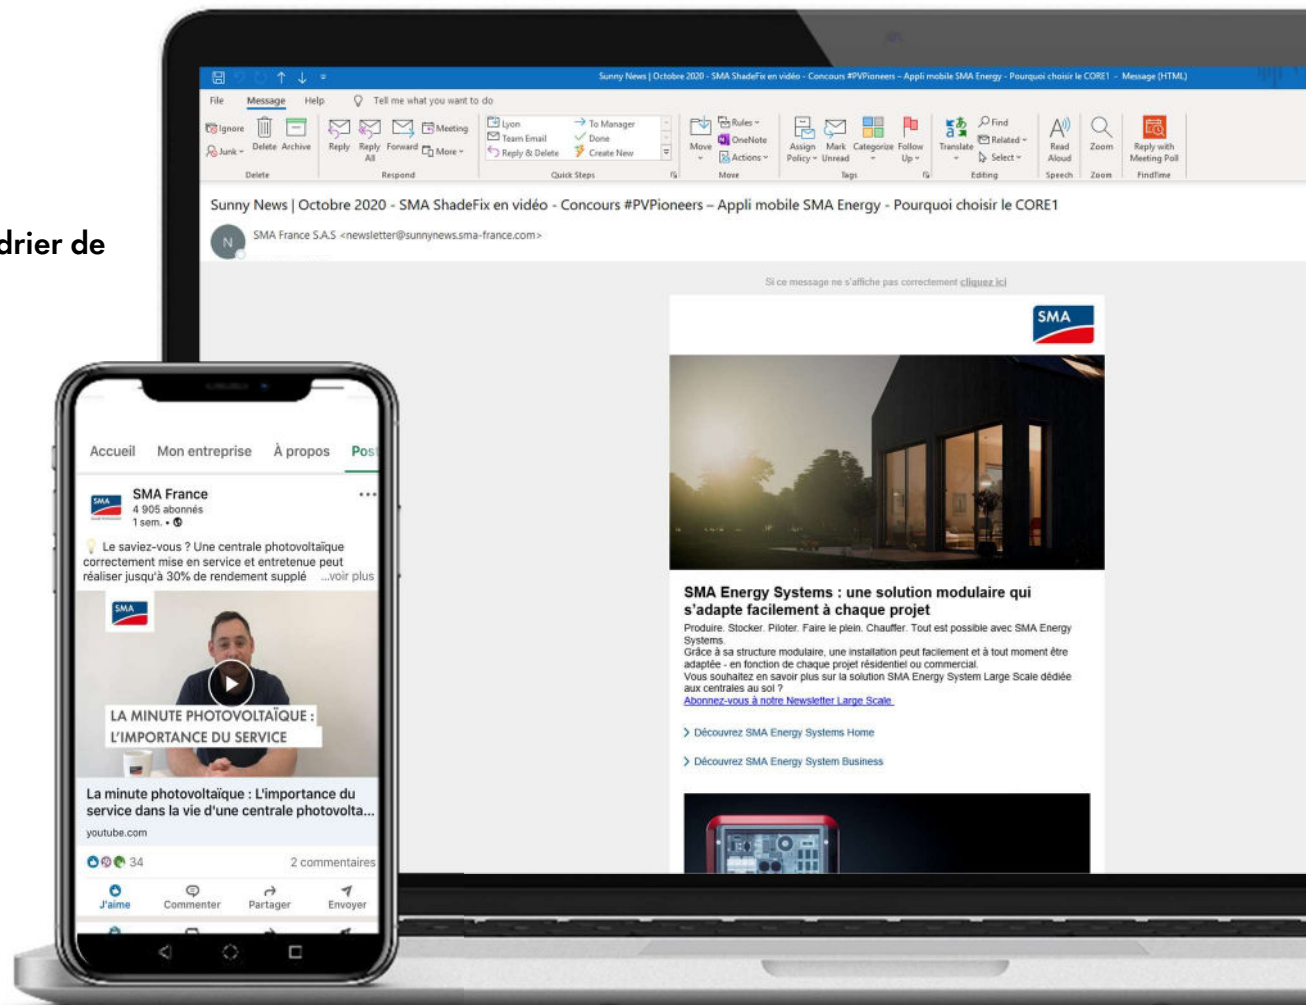 drier de
Sunny News | Octobre 2020 - SMA ShadeFix en vidéo - Concours #PVPioneers – Appli mobile SMA Energy - Pourquoi choisir le CORE1 - Message (HTML)
File Message Help Tell me what you want to do
Ignore
Junk
Delete Archive
Reply Reply All Forward
Meeting
More
Lyon
Team Email
Reply & Delete
To Manager
Done
Create New
Move
Rules
OneNote
Actions
Assign Policy
Mark Unread
Categorize
Follow Up
Translate
Find
Related
Select
Read Aloud
Zoom
Reply with Meeting Poll
Delete Respond Quick Steps Move Tags Editing Speech Zoom FindTime
Sunny News | Octobre 2020 - SMA ShadeFix en vidéo - Concours #PVPioneers – Appli mobile SMA Energy - Pourquoi choisir le CORE1
N
SMA France S.A.S <newsletter@sunnynews.sma-france.com>
Si ce message ne s'affiche pas correctement cliquez ici
SMA
SMA Energy Systems : une solution modulaire qui
s'adapte facilement à chaque projet
Produire. Stocker. Piloter. Faire le plein. Chauffer. Tout est possible avec SMA Energy
Systems.
Grâce à sa structure modulaire, une installation peut facilement et à tout moment être
adaptée - en fonction de chaque projet résidentiel ou commercial.
Vous souhaitez en savoir plus sur la solution SMA Energy System Large Scale dédiée
aux centrales au sol ?
Abonnez-vous à notre Newsletter Large Scale
Découvrez SMA Energy Systems Home
Découvrez SMA Energy System Business
Accueil Mon entreprise À propos Post
SMA
SMA France
4 905 abonnés
1 sem. •
Le saviez-vous ? Une centrale photovoltaïque
correctement mise en service et entretenue peut
réaliser jusqu'à 30% de rendement supplé ...voir plus
SMA
LA MINUTE PHOTOVOLTAÏQUE :
L'IMPORTANCE DU SERVICE
La minute photovoltaïque : L'importance du
service dans la vie d'une centrale photovolta...
youtube.com
34 2 commentaires
J'aime Commenter Partager Envoyer